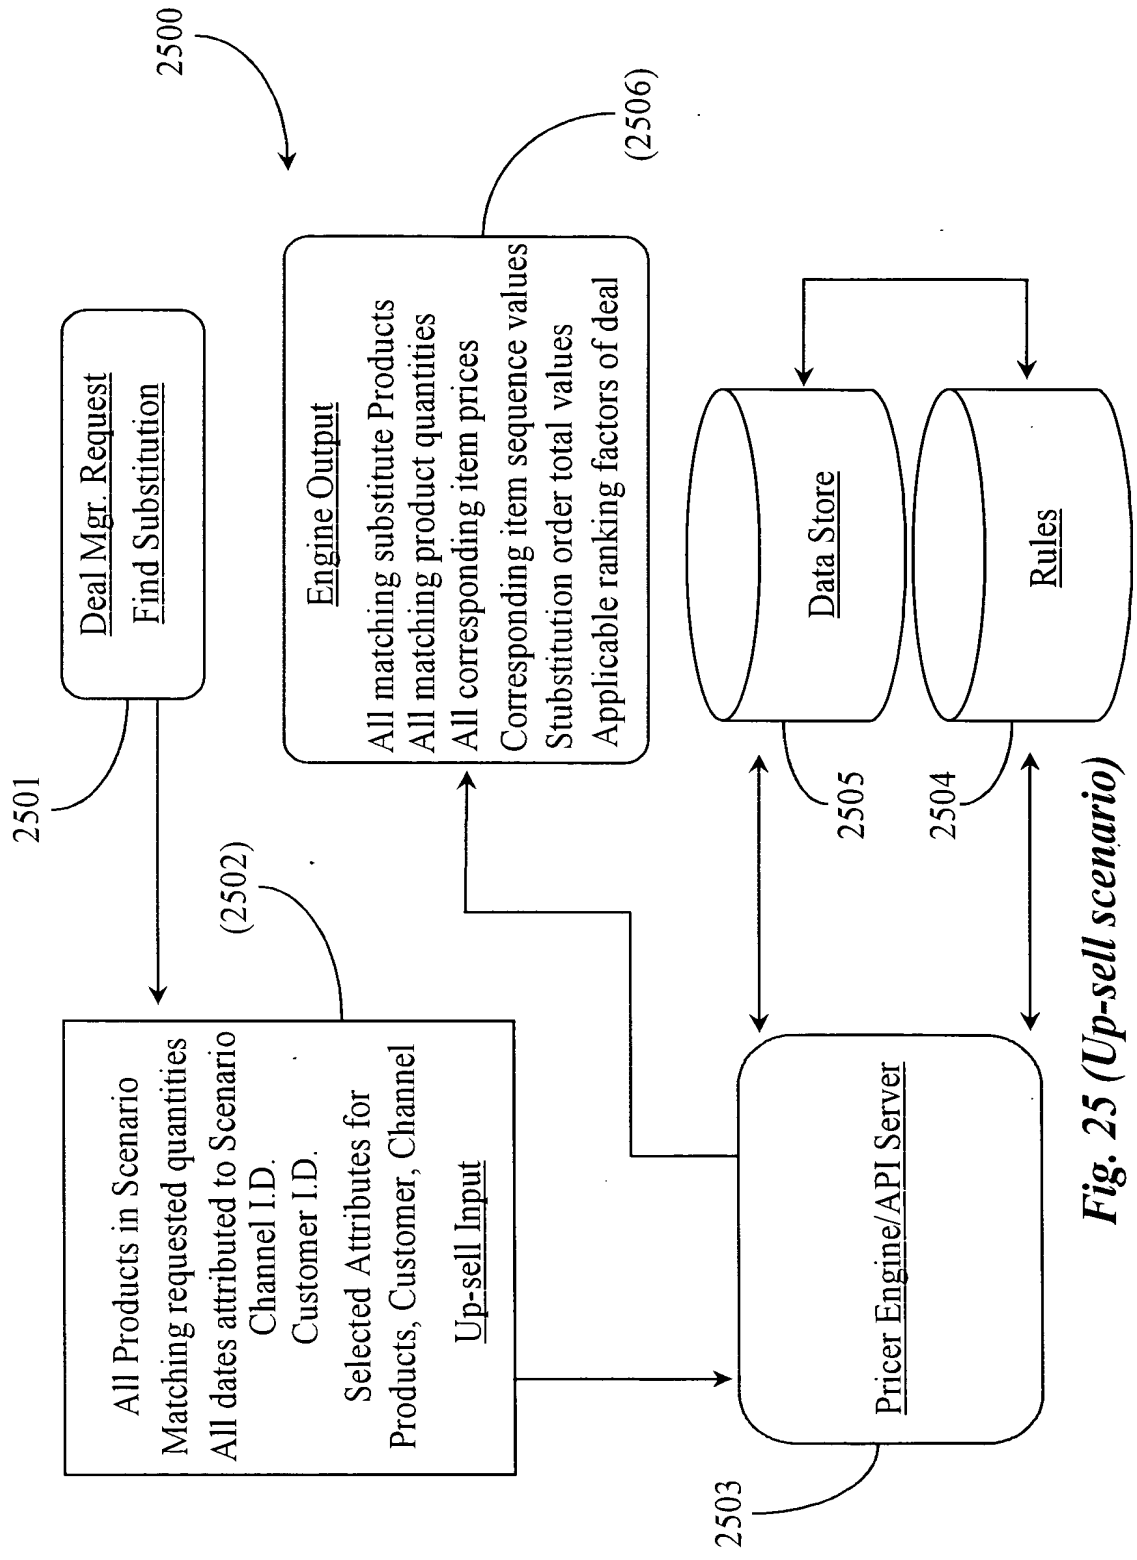 2500
2501
Deal Mgr. Request
Find Substitution
(2502)
All Products in Scenario
Matching requested quantities
All dates attributed to Scenario
Channel I.D.
Customer I.D.
Selected Attributes for
Products, Customer, Channel
Up-sell Input
(2506)
Engine Output
All matching substitute Products
All matching product quantities
All corresponding item prices
Corresponding item sequence values
Stubstitution order total values
Applicable ranking factors of deal
2503
Pricer Engine/API Server
2505
Data Store
2504
Rules
Fig. 25 (Up-sell scenario)